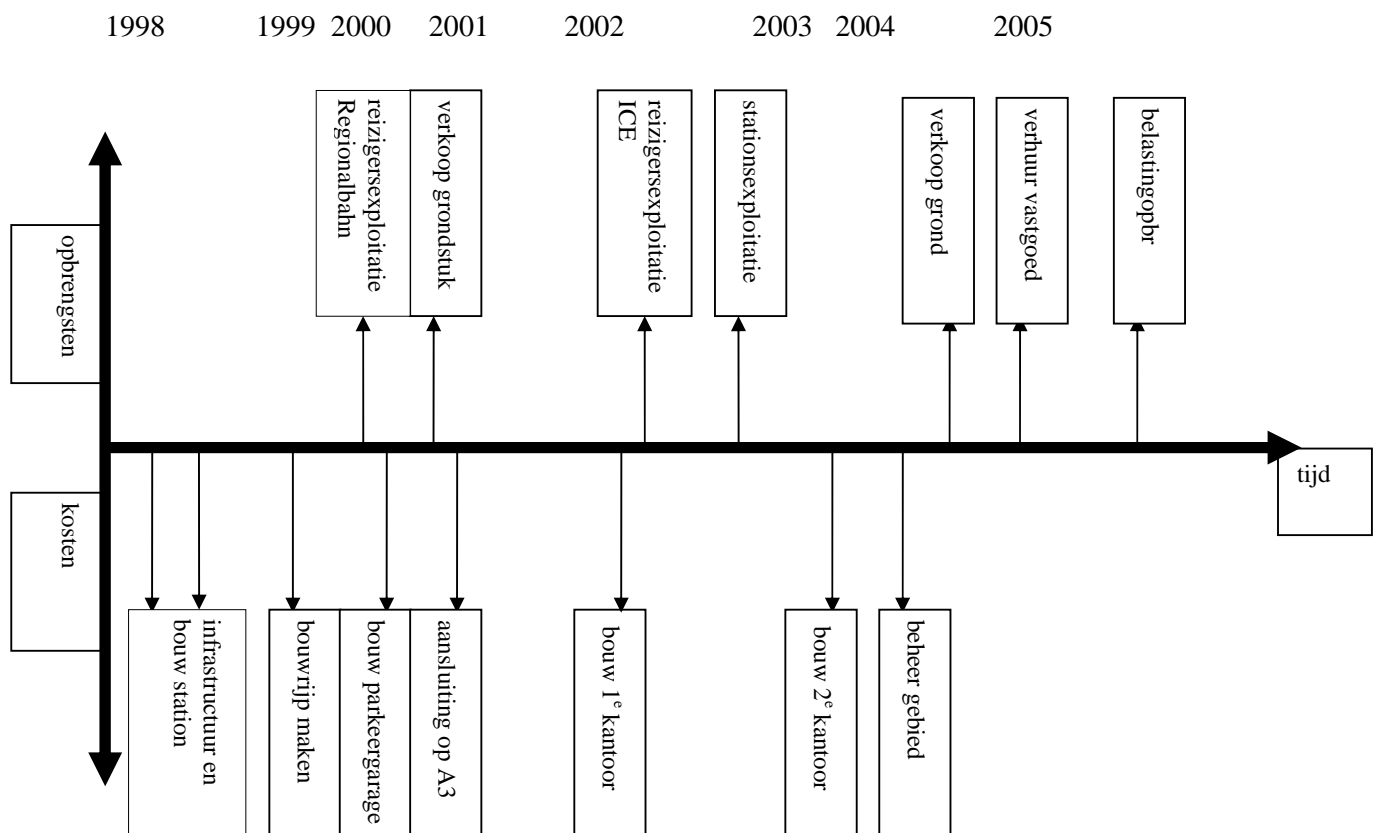 1998 1999 2000 2001 2002 2003 2004 2005
reizigersexploitatie
Regionalbahn
verkoop grondstuk
reizigersexploitatie
ICE
stationsexploitatie
verkoop grond
verhuur vastgoed
belastingopbr
opbrengsten
tijd
kosten
infrastructuur en
bouw station
bouwrijp maken
bouw parkeergarage
aansluiting op A3
bouw 1e kantoor
bouw 2e kantoor
beheer gebied